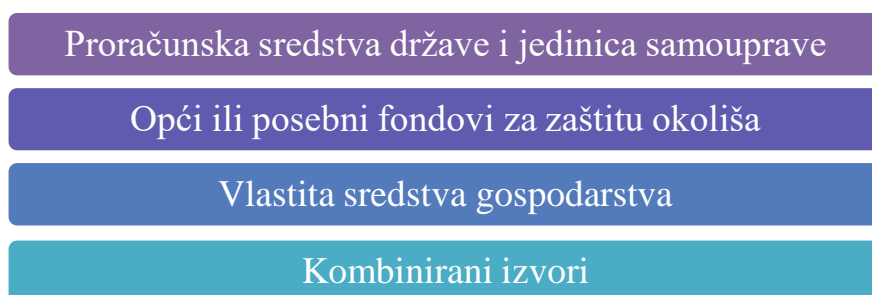 Proračunska sredstva države i jedinica samouprave
Opći ili posebni fondovi za zaštitu okoliša
Vlastita sredstva gospodarstva
Kombinirani izvori